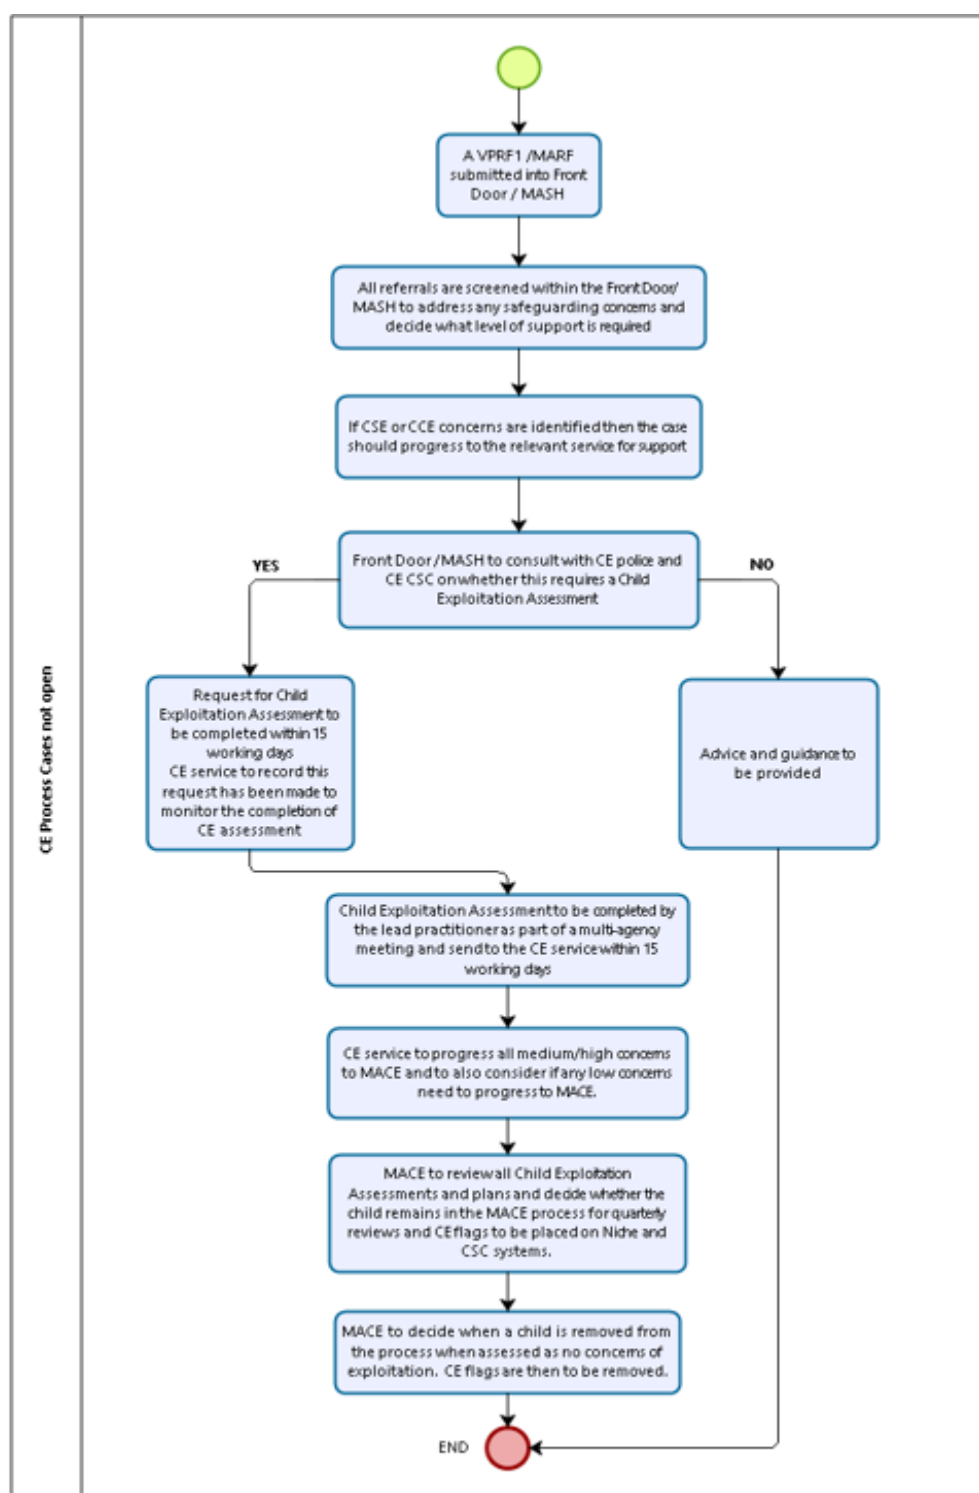 CE Process Cases not open
A VPRF1 /MARF
submitted into Front
Door / MASH
All referrals are screened within the Front Door/
MASH to address any safeguarding concerns and
decide what level of support is required
If CSE or CCE concerns are identified then the case
should progress to the relevant service for support
YES
Front Door / MASH to consult with CE police and
CE CSC on whether this requires a Child
Exploitation Assessment
NO
Request for Child
Exploitation Assessment to
be completed within 15
working days
CE service to record this
request has been made to
monitor the completion of
CE assessment
Advice and guidance to
be provided
Child Exploitation Assessment to be completed by
the lead practitioner as part of a multi-agency
meeting and send to the CE service within 15
working days
CE service to progress all medium/high concerns
to MACE and to also consider if any low concerns
need to progress to MACE.
MACE to review all Child Exploitation
Assessments and plans and decide whether the
child remains in the MACE process for quarterly
reviews and CE flags to be placed on Niche and
CSC systems.
MACE to decide when a child is removed from
the process when assessed as no concerns of
exploitation. CE flags are then to be removed.
END